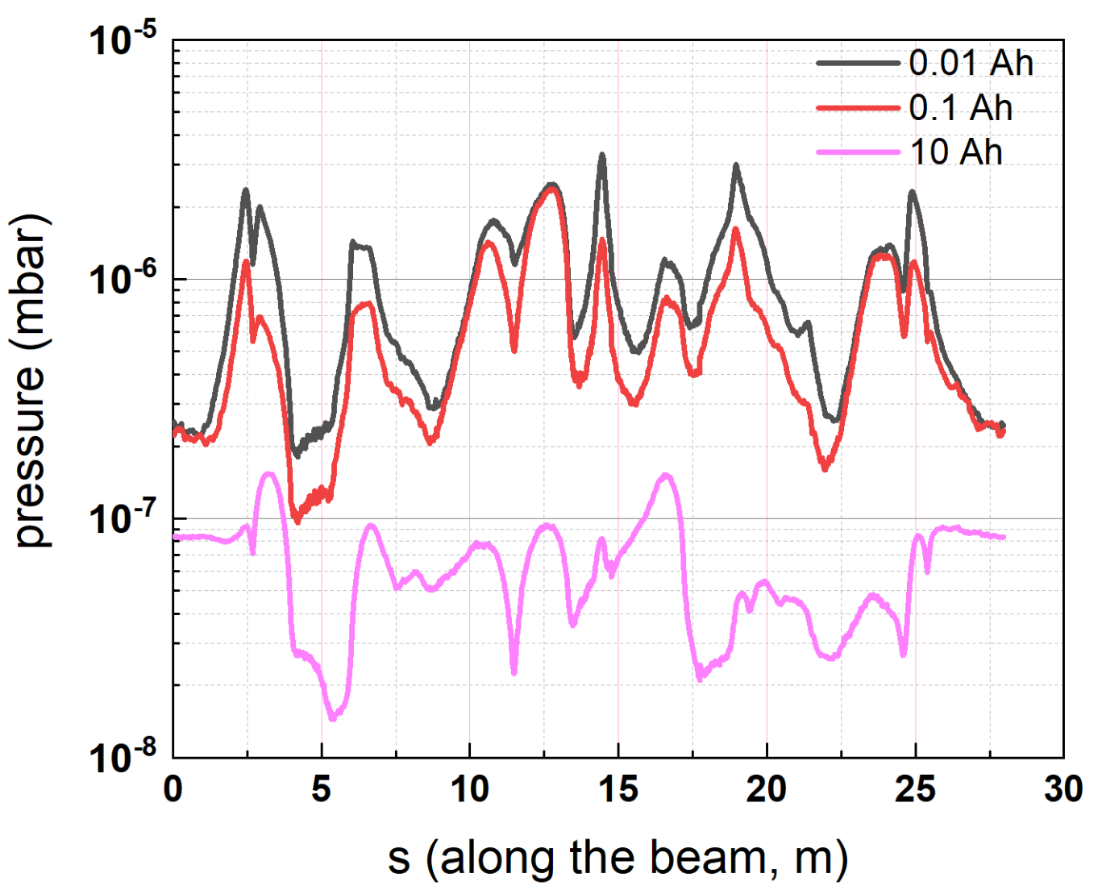 10-5
0.01 Ah
0.1 Ah
10 Ah
10-6
pressure (mbar)
10-7
10-8
0 5 10 15 20 25 30
s (along the beam, m)